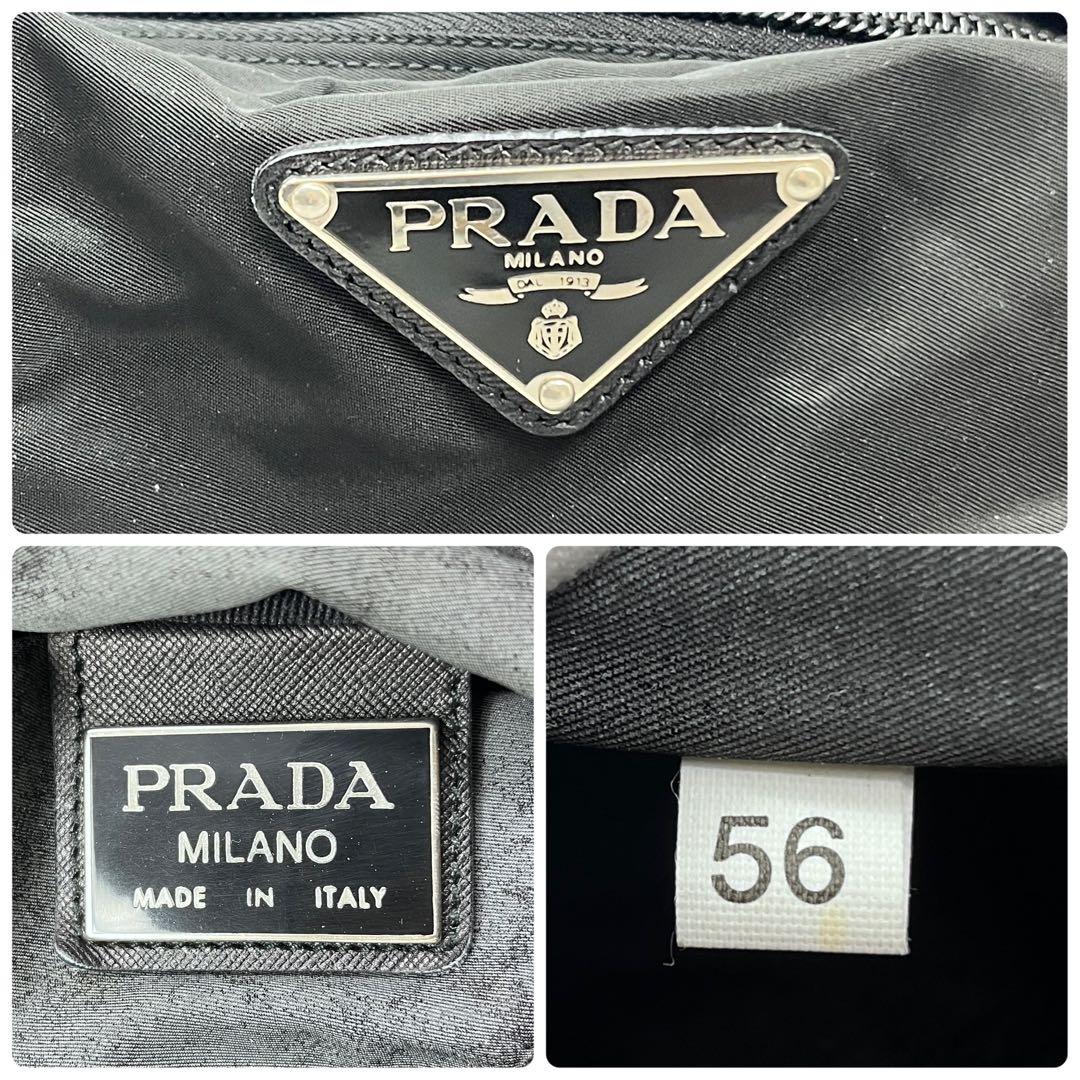 PRADA
MILANO
DAL 1913
PRADA
MILANO
MADE IN ITALY
56